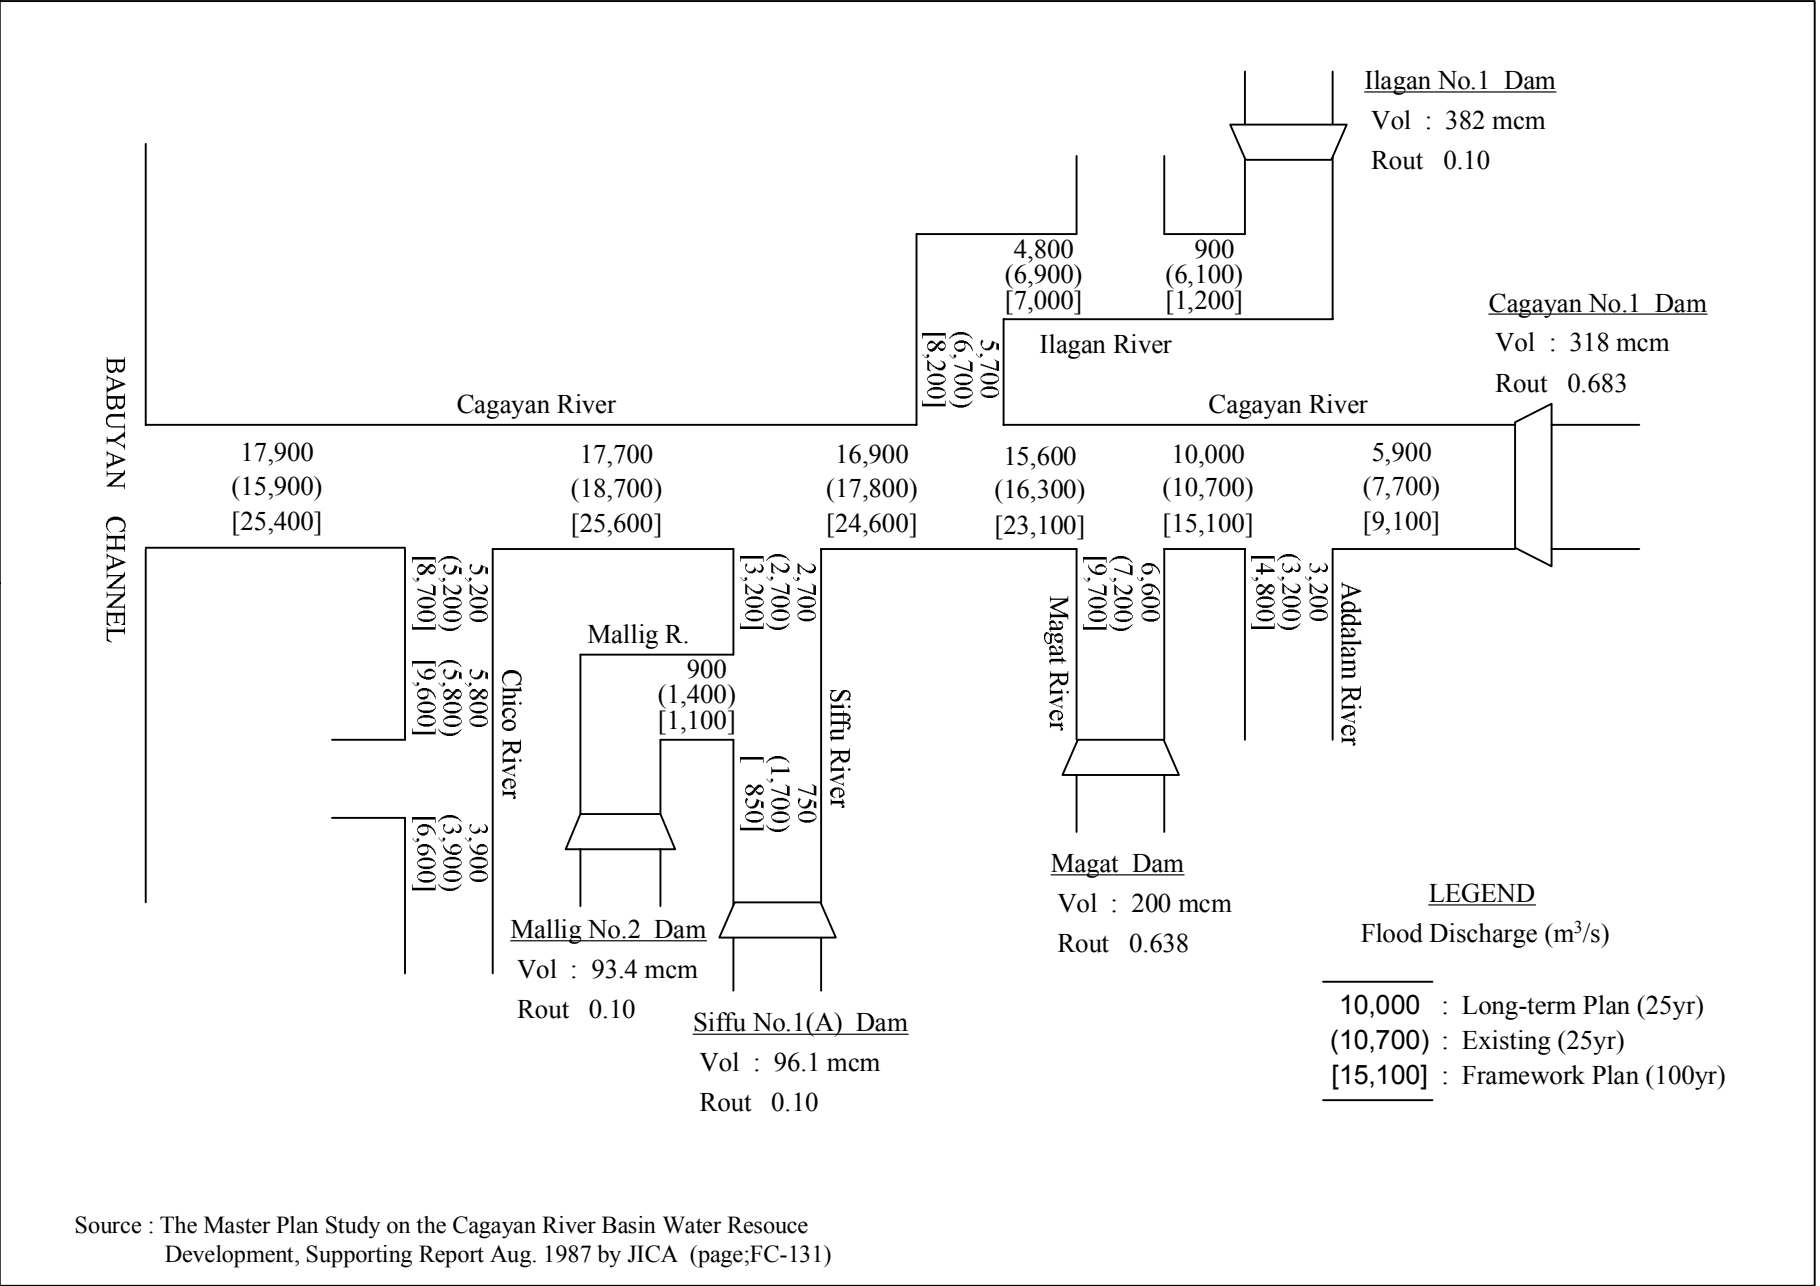 Ilagan No.1 Dam
Vol : 382 mcm
Rout 0.10
4,800
(6,900)
[7,000]
900
(6,100)
[1,200]
Ilagan River
5,700
(6,700)
[8,200]
Cagayan No.1 Dam
Vol : 318 mcm
Rout 0.683
BABUYAN CHANNEL
Cagayan River
Cagayan River
17,900
(15,900)
[25,400]
17,700
(18,700)
[25,600]
16,900
(17,800)
[24,600]
15,600
(16,300)
[23,100]
10,000
(10,700)
[15,100]
5,900
(7,700)
[9,100]
5,200
(5,200)
[8,700]
5,800
(5,800)
[9,600]
3,900
(3,900)
[6,600]
Chico River
2,700
(2,700)
[3,200]
Mallig R.
900
(1,400)
[1,100]
750
(1,700)
[ 850]
Siffu River
6,600
(7,200)
[9,700]
Magat River
3,200
(3,200)
[4,800]
Addalam River
Mallig No.2 Dam
Vol : 93.4 mcm
Rout 0.10
Siffu No.1(A) Dam
Vol : 96.1 mcm
Rout 0.10
Magat Dam
Vol : 200 mcm
Rout 0.638
LEGEND
Flood Discharge (m³/s)
10,000 : Long-term Plan (25yr)
(10,700) : Existing (25yr)
[15,100] : Framework Plan (100yr)
Source : The Master Plan Study on the Cagayan River Basin Water Resouce
Development, Supporting Report Aug. 1987 by JICA (page;FC-131)